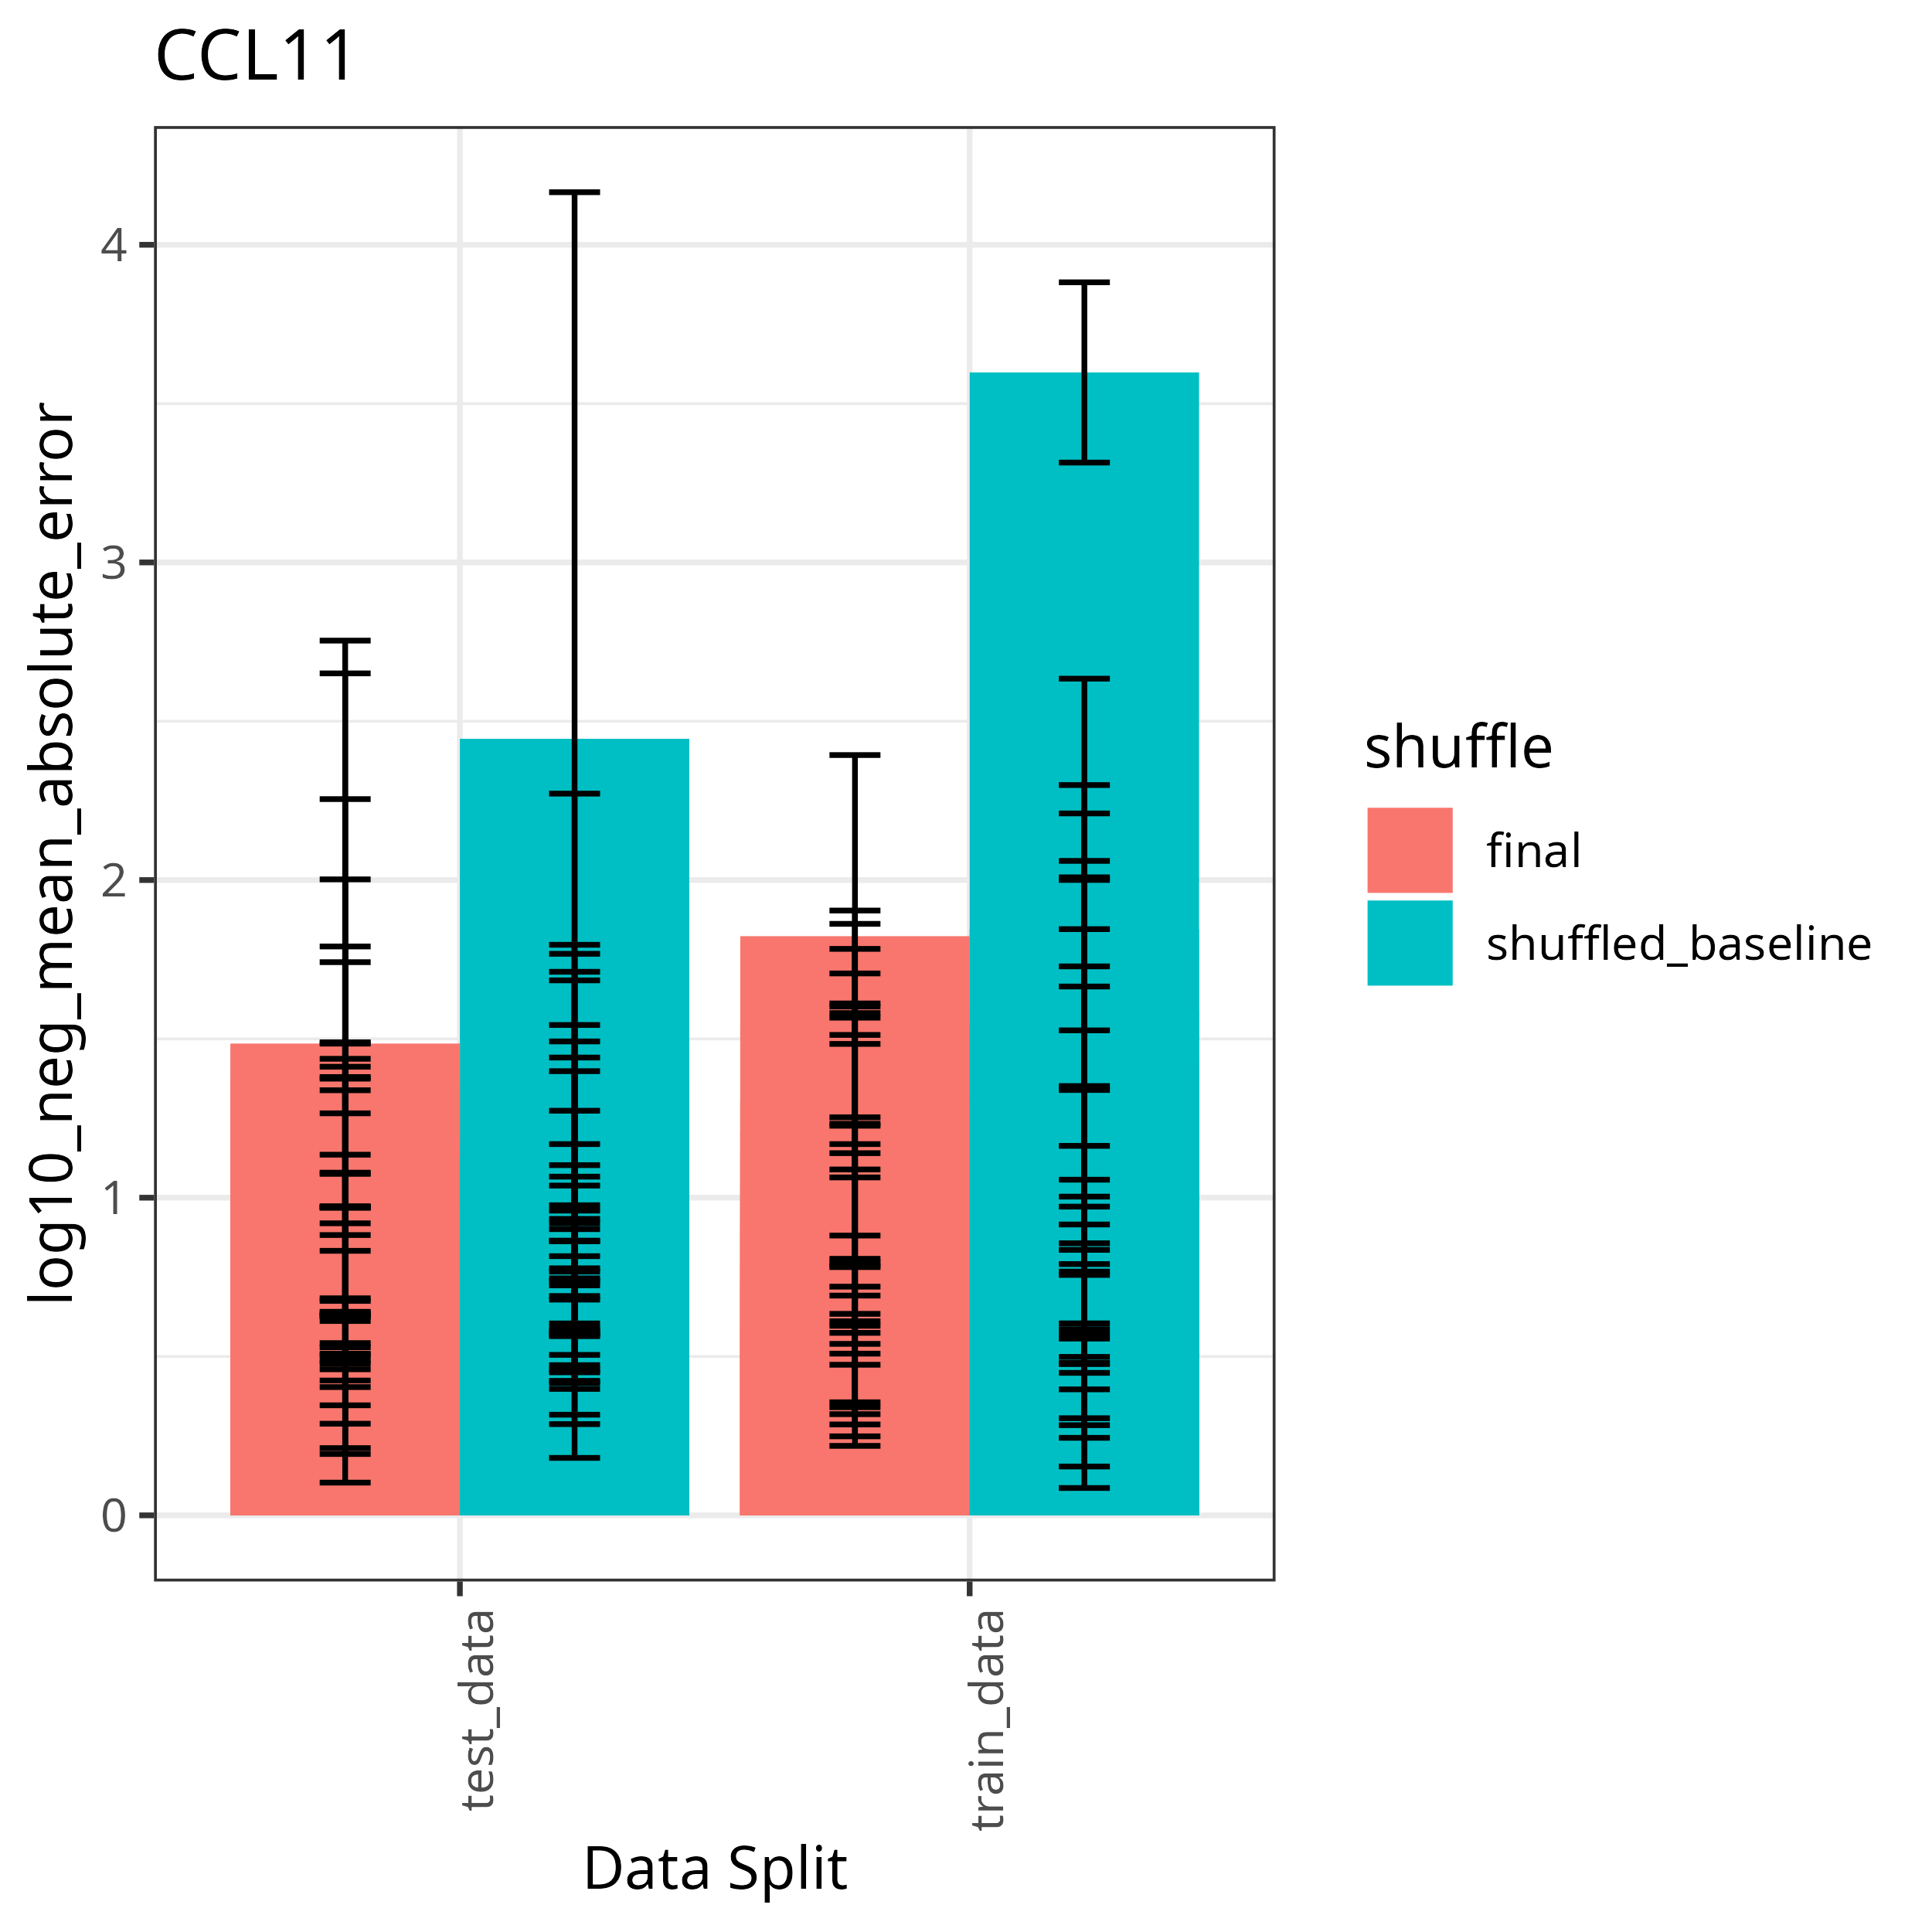 CCL11
log10_neg_mean_absolute_error
4
3
2
1
0
test_data
train_data
Data Split
shuffle
final
shuffled_baseline